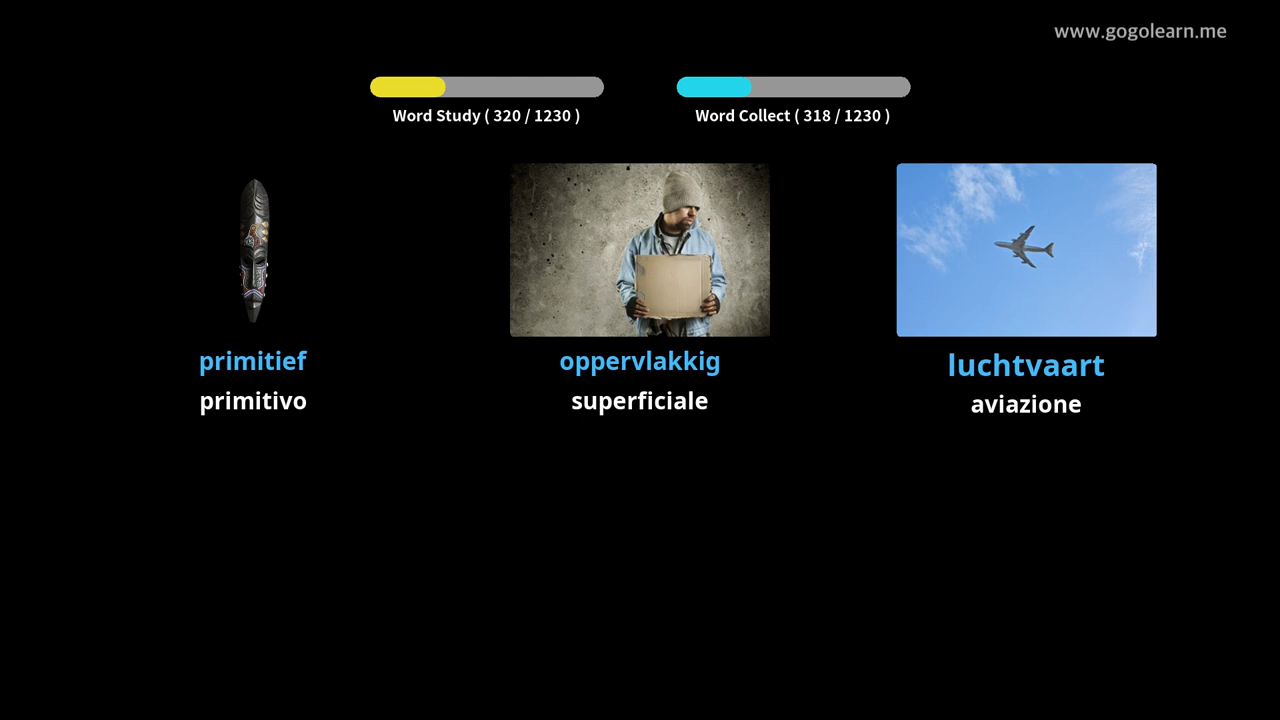 www.gogolearn.me
Word Study ( 320 / 1230 )
Word Collect ( 318 / 1230 )
primitief
primitivo
oppervlakkig
superficiale
luchtvaart
aviazione